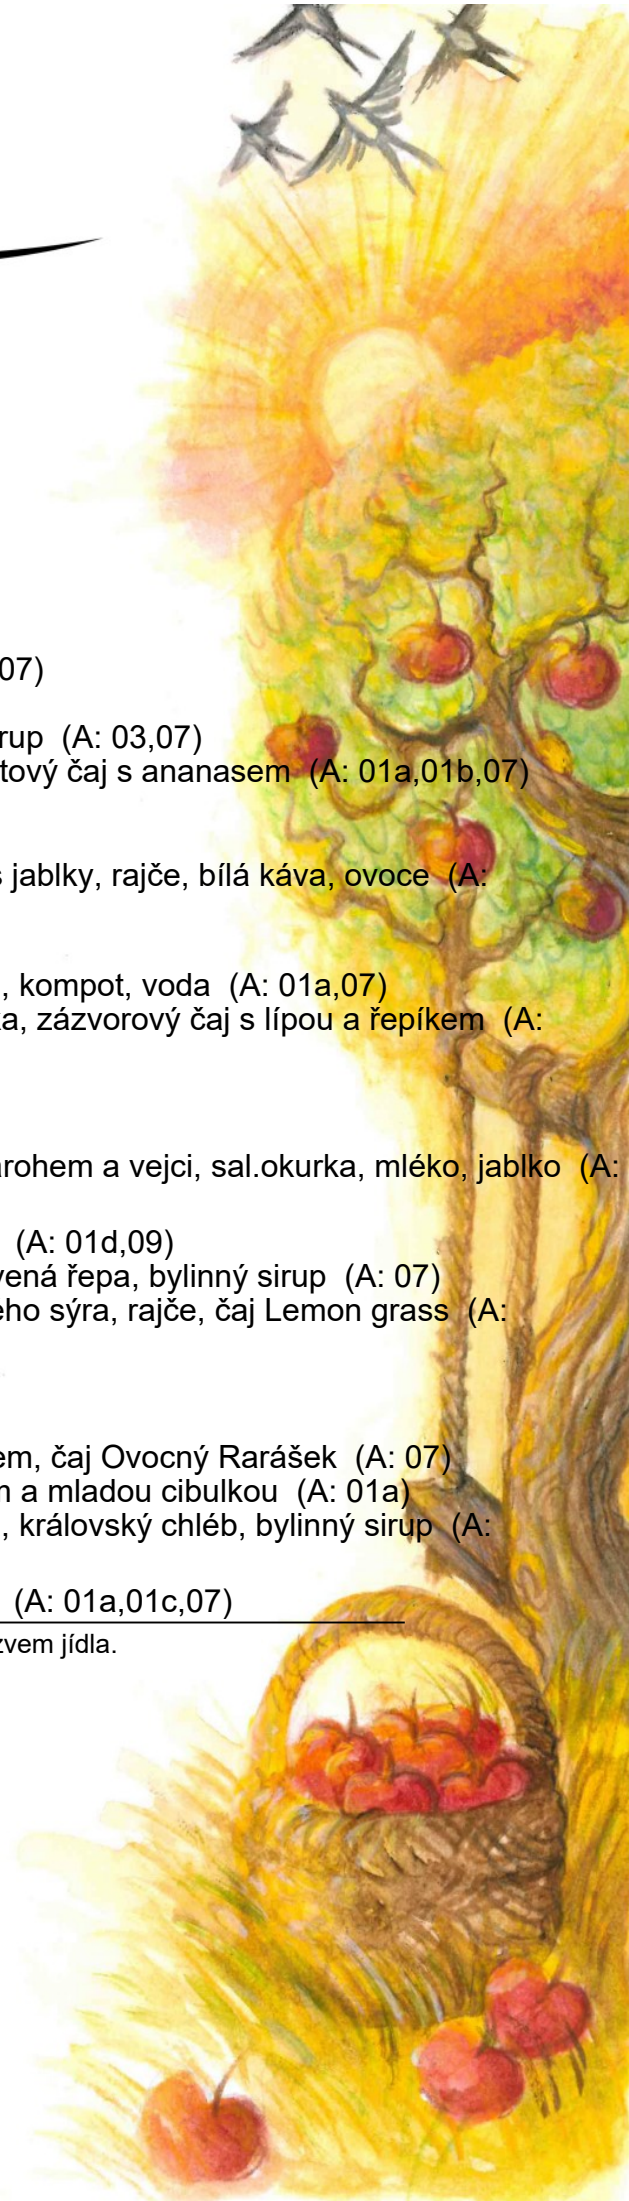 07)
rup (A: 03,07)
tový čaj s ananasem (A: 01a,01b,07)
s jablky, rajče, bílá káva, ovoce (A:
, kompot, voda (A: 01a,07)
ka, zázvorový čaj s lípou a řepíkem (A:
arohem a vejci, sal.okurka, mléko, jablko (A:
(A: 01d,09)
vená řepa, bylinný sirup (A: 07)
eho sýra, rajče, čaj Lemon grass (A:
em, čaj Ovocný Rarášek (A: 07)
m a mladou cibulkou (A: 01a)
, královský chléb, bylinný sirup (A:
(A: 01a,01c,07)
zvem jídla.